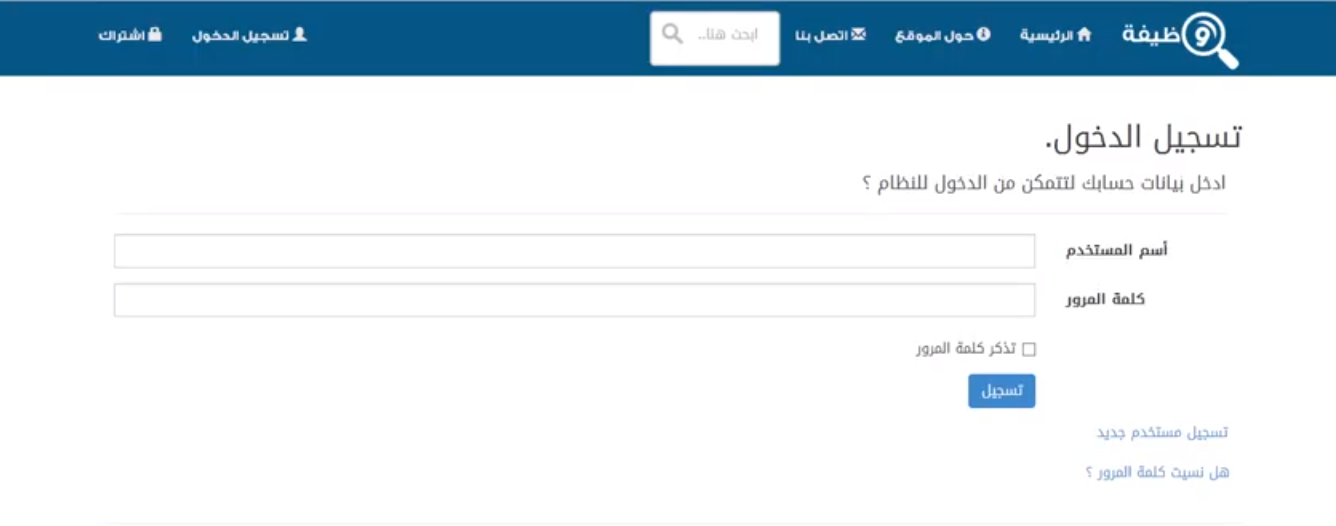 وظيفة الرئيسية حول الموقع اتصل بنا ابحث هنا.. تسجيل الدخول اشتراك
تسجيل الدخول.
ادخل بيانات حسابك لتتمكن من الدخول للنظام ؟
أسم المستخدم
كلمة المرور
تذكر كلمة المرور
تسجيل
تسجيل مستخدم جديد
هل نسيت كلمة المرور ؟